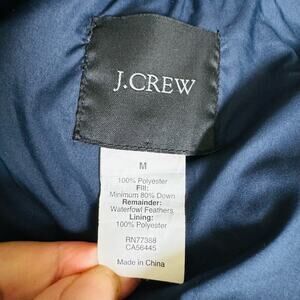 J.CREW
M
100% Polyester
Fill:
Minimum 80% Down
Remainder:
Waterfowl Feathers
Lining:
100% Polyester
RN77388
CA56445
Made in China